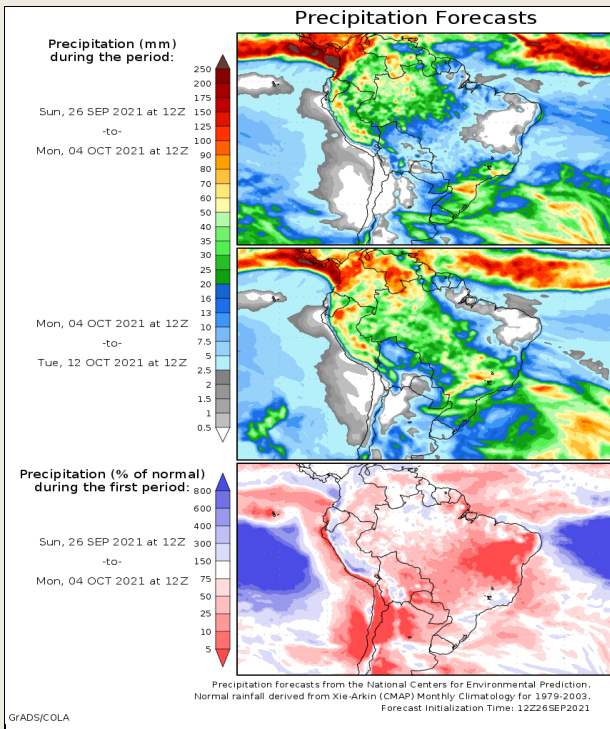 Precipitation Forecasts
Precipitation (mm)
during the period:
Sun, 26 SEP 2021 at 12Z
-to-
Mon, 04 OCT 2021 at 12Z
250
200
175
150
125
100
90
80
70
60
50
40
35
30
25
20
16
13
10
7.5
5
2.5
2
1.5
1
0.5
Mon, 04 OCT 2021 at 12Z
-to-
Tue, 12 OCT 2021 at 12Z
Precipitation (% of normal)
during the first period:
Sun, 26 SEP 2021 at 12Z
-to-
Mon, 04 OCT 2021 at 12Z
800
600
400
300
150
75
50
25
10
5
Precipitation forecasts from the National Centers for Environmental Prediction.
Normal rainfall derived from Xie-Arkin (CMAP) Monthly Climatology for 1979-2003.
Forecast Initialization Time: 12Z26SEP2021
GrADS/COLA